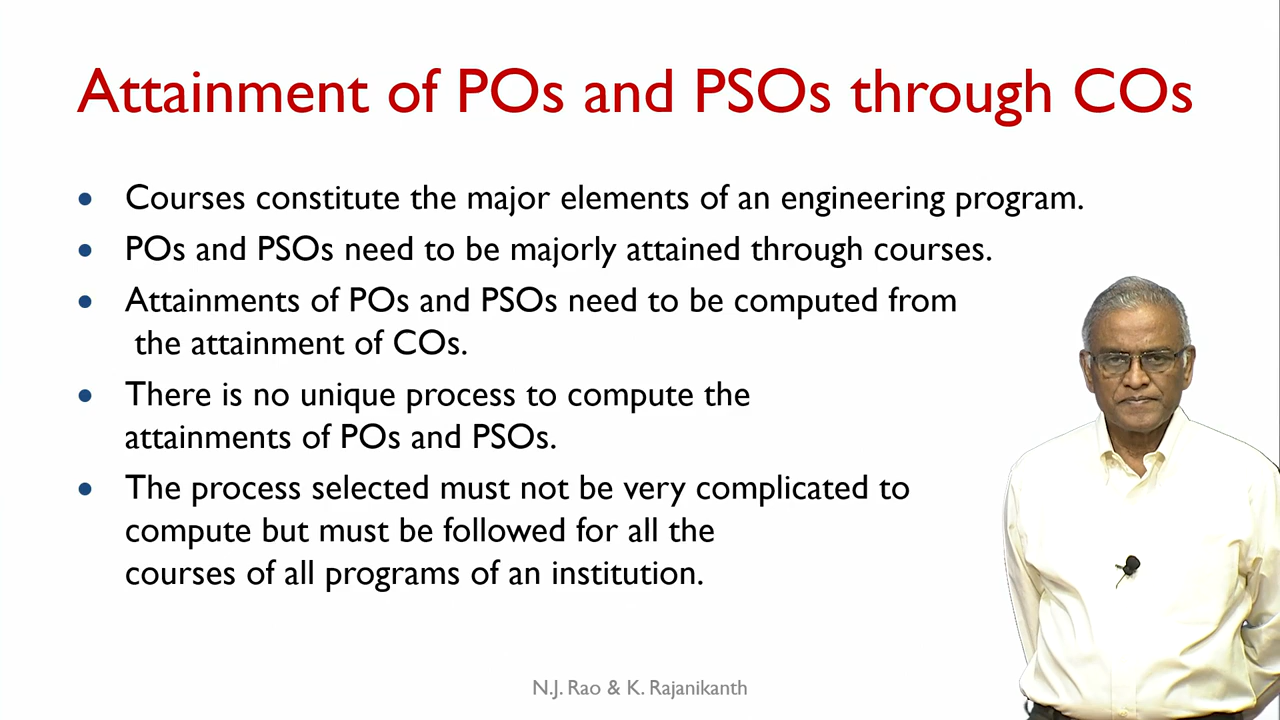 Attainment of POs and PSOs through COs
• Courses constitute the major elements of an engineering program.
• POs and PSOs need to be majorly attained through courses.
• Attainments of POs and PSOs need to be computed from
the attainment of COs.
• There is no unique process to compute the
attainments of POs and PSOs.
• The process selected must not be very complicated to
compute but must be followed for all the
courses of all programs of an institution.
N.J. Rao & K. Rajanikanth